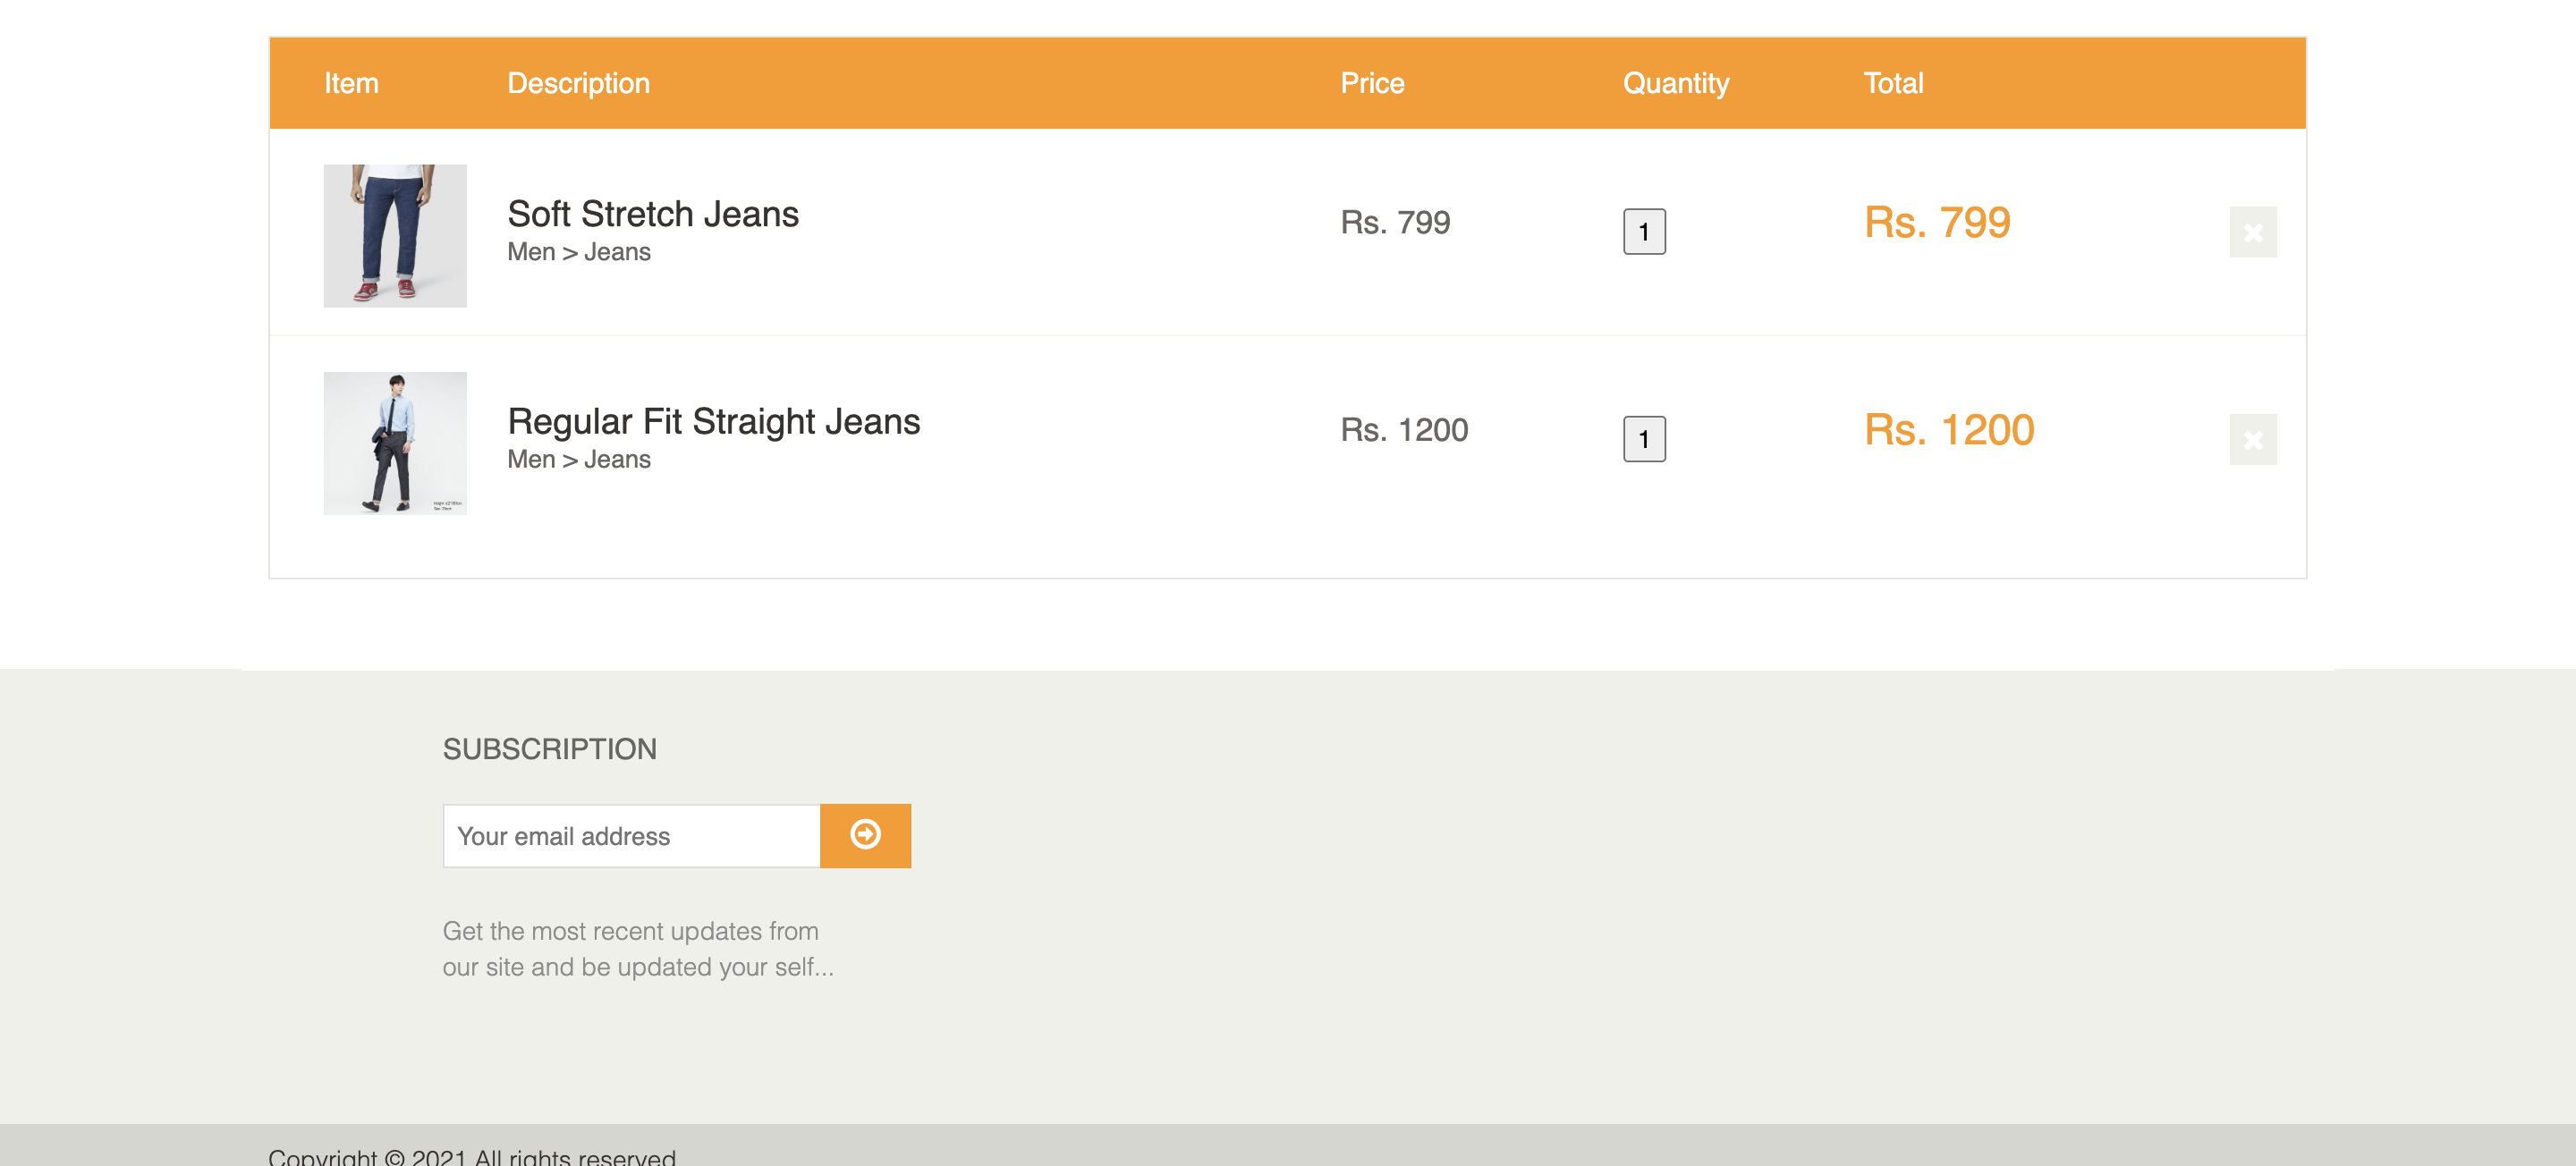 Item Description Price Quantity Total
Soft Stretch Jeans
Men > Jeans
Rs. 799
1
Rs. 799
Regular Fit Straight Jeans
Men > Jeans
Rs. 1200
1
Rs. 1200
SUBSCRIPTION
Your email address
Get the most recent updates from
our site and be updated your self...
Copyright © 2021 All rights reserved